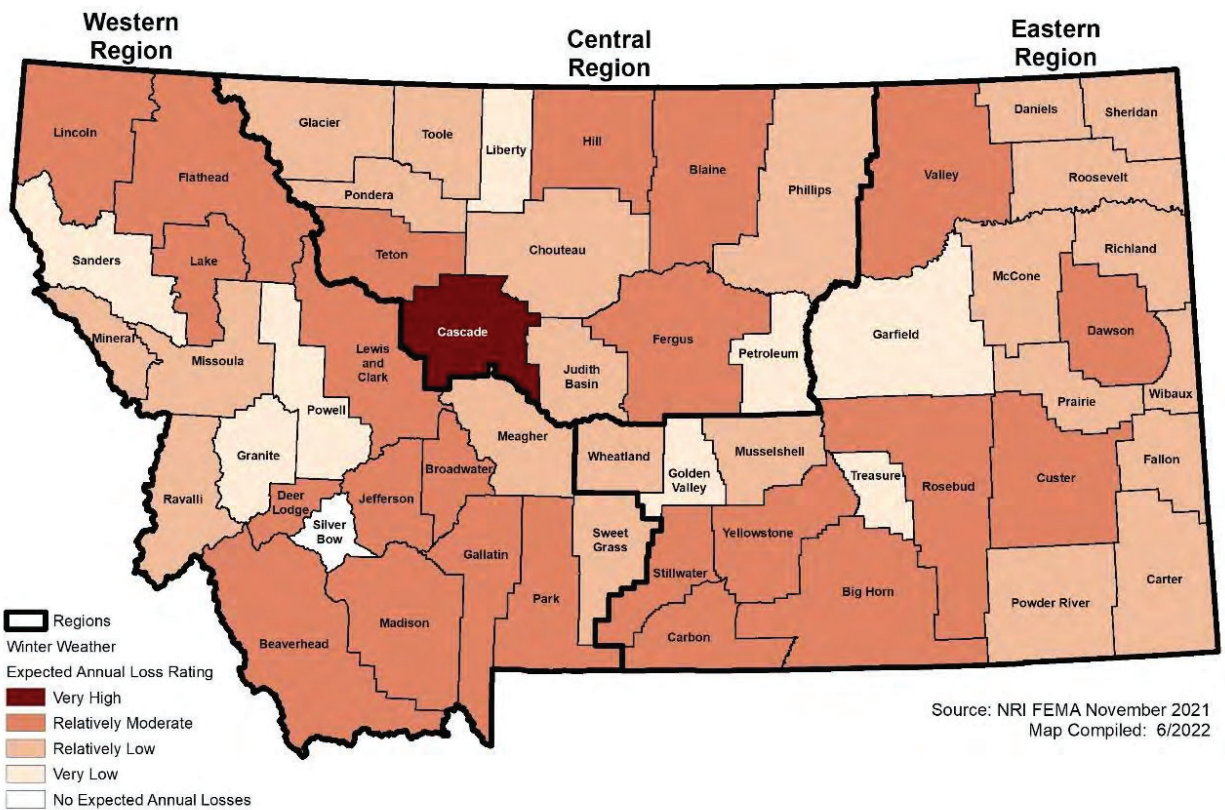 Western
Region
Central
Region
Eastern
Region
Lincoln
Flathead
Glacier
Toole
Liberty
Hill
Blaine
Phillips
Valley
Daniels
Sheridan
Roosevelt
Pondera
Sanders
Lake
Teton
Chouteau
Richland
McCone
Garfield
Dawson
Mineral
Missoula
Powell
Lewis
and
Clark
Cascade
Judith
Basin
Fergus
Petroleum
Prairie
Wibaux
Ravalli
Granite
Deer
Lodge
Silver
Bow
Jefferson
Broadwater
Meagher
Wheatland
Golden
Valley
Musselshell
Treasure
Rosebud
Custer
Fallon
Sweet
Grass
Gallatin
Park
Stillwater
Yellowstone
Big Horn
Carbon
Powder River
Carter
Beaverhead
Madison
Regions
Winter Weather
Expected Annual Loss Rating
Very High
Relatively Moderate
Relatively Low
Very Low
No Expected Annual Losses
Source: NRI FEMA November 2021
Map Compiled: 6/2022